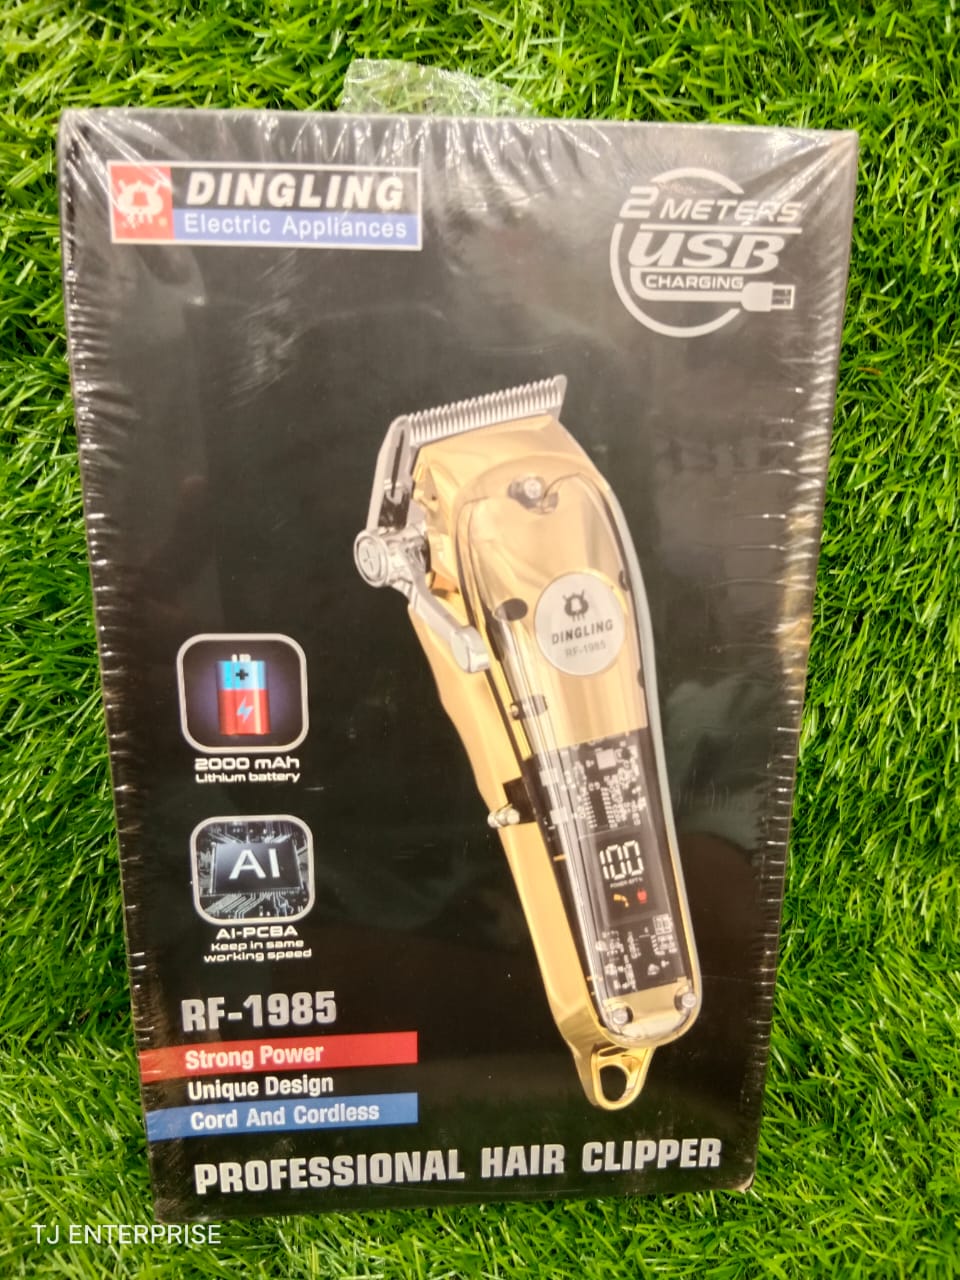 DINGLING
Electric Appliances
2 METERS
USB
CHARGING
DINGLING
RF-1985
2000 mAh
Lithium battery
100
AI
AI-PCBA
Keep in same
working speed
RF-1985
Strong Power
Unique Design
Cord And Cordless
PROFESSIONAL HAIR CLIPPER
TJ ENTERPRISE